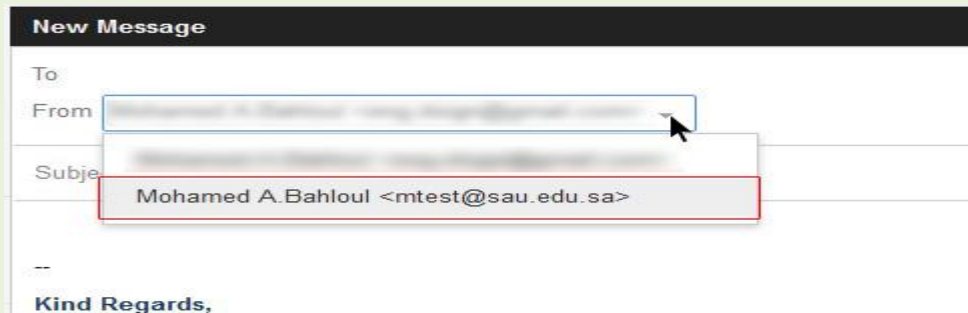 New Message
To
From
Subje
Mohamed A.Bahloul <mtest@sau.edu.sa>
--
Kind Regards,